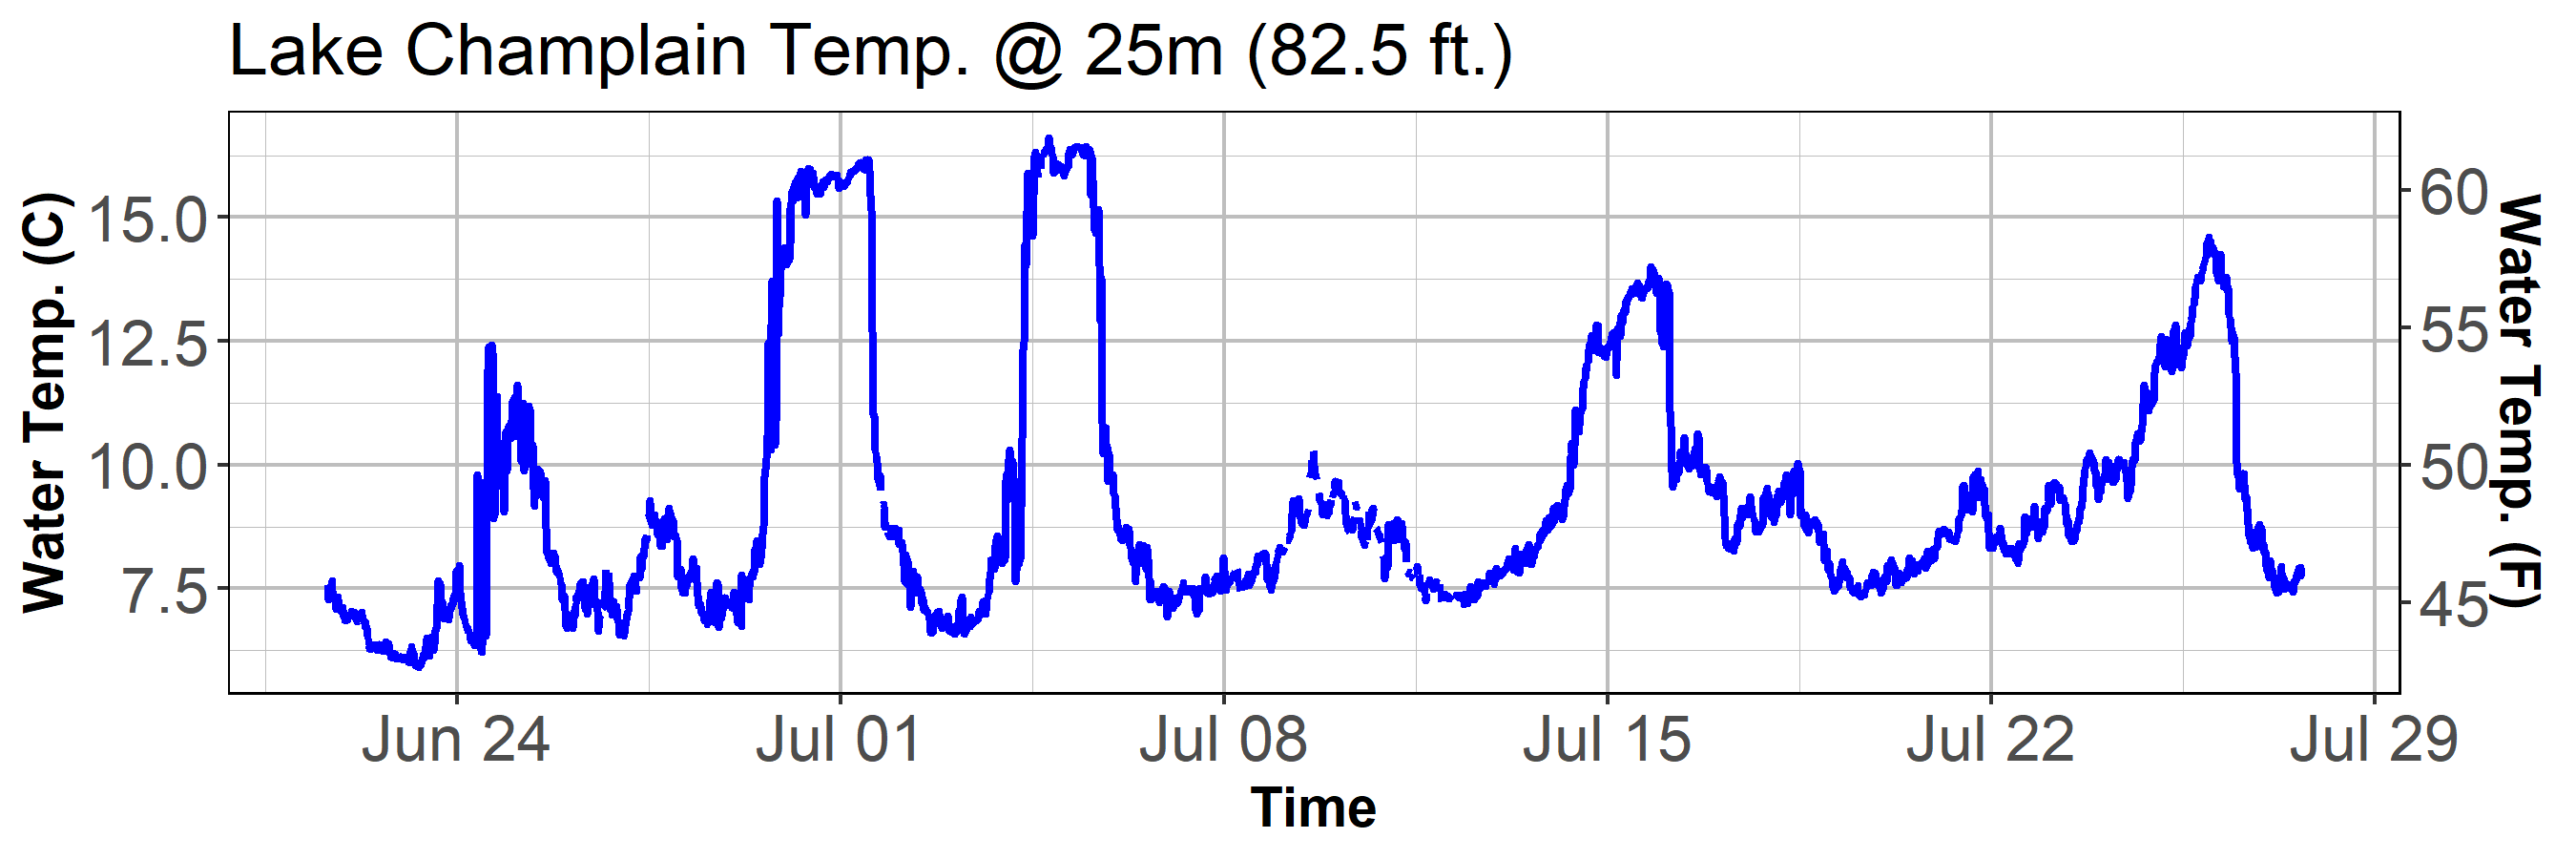 Lake Champlain Temp. @ 25m (82.5 ft.)
Water Temp. (C)
15.0
12.5
10.0
7.5
60
55
50
45
Water Temp. (F)
Jun 24 Jul 01 Jul 08 Jul 15 Jul 22 Jul 29
Time